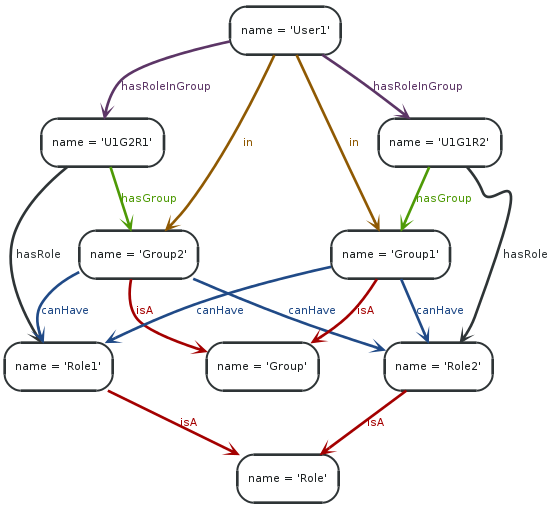 name = 'User1'
hasRoleInGroup
hasRoleInGroup
name = 'U1G2R1'
in
in
name = 'U1G1R2'
hasGroup
hasGroup
hasRole
name = 'Group2'
name = 'Group1'
hasRole
canHave
isA
canHave
canHave
isA
canHave
name = 'Role1'
name = 'Group'
name = 'Role2'
isA
isA
name = 'Role'